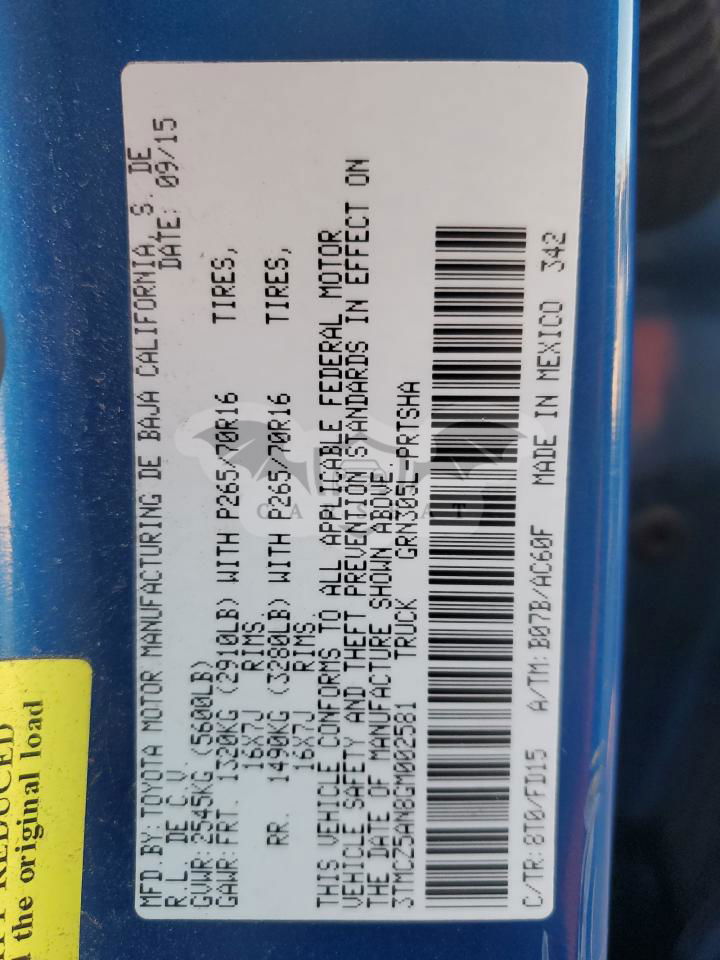 MFD.BY:TOYOTA MOTOR MANUFACTURING DE BAJA CALIFORNIA,S. DE
R.L. DE C.V. DATE: 09/15
GVWR:2545KG (5600LB)
GAWR:FRT. 1320KG (2910LB) WITH P265/70R16 TIRES,
16X7J RIMS,
RR. 1490KG (3280LB) WITH P265/70R16 TIRES,
16X7J RIMS
THIS VEHICLE CONFORMS TO ALL APPLICABLE FEDERAL MOTOR
VEHICLE SAFETY AND THEFT PREVENTION STANDARDS IN EFFECT ON
THE DATE OF MANUFACTURE SHOWN ABOVE.
3TMCZ5AN8GM002581 TRUCK GRN305L-PRTSHA
C/TR:8T0/FD15 A/TM:B07B/AC60F MADE IN MEXICO 342
REDUCED
the original load